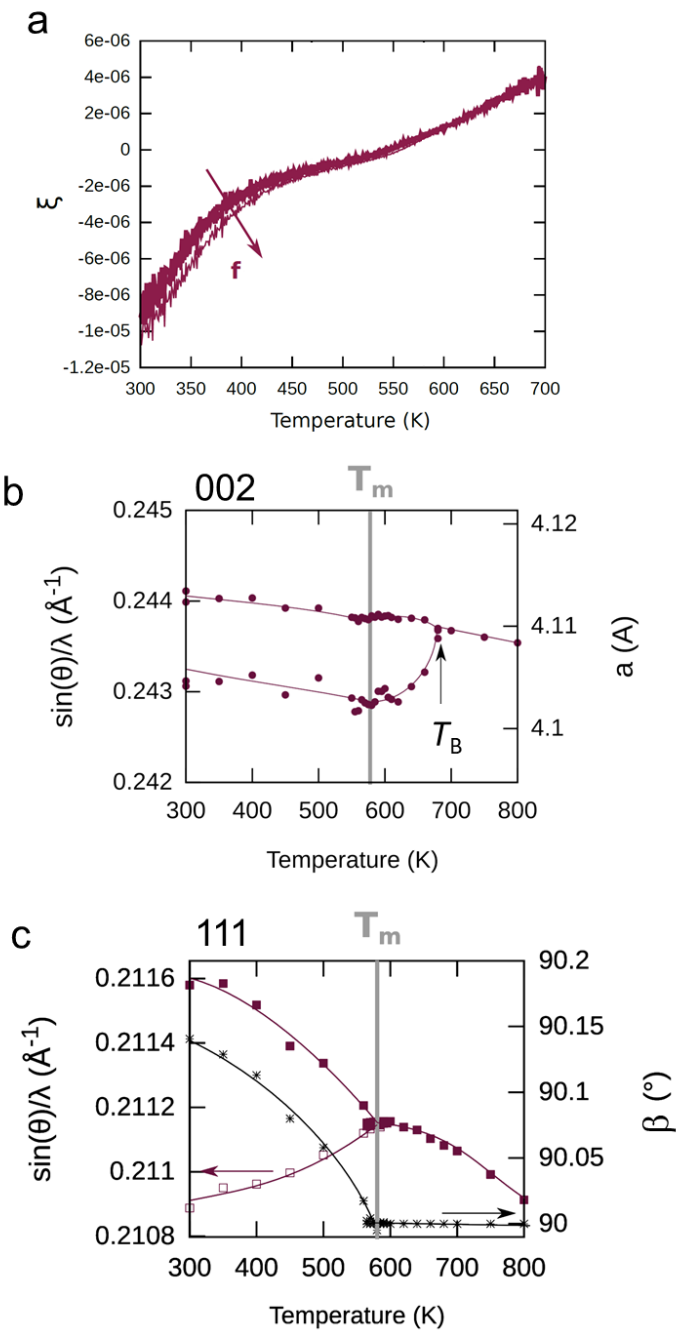 a
6e-06
4e-06
2e-06
0
-2e-06
-4e-06
-6e-06
-8e-06
-1e-05
-1.2e-05
ξ
f
300 350 400 450 500 550 600 650 700
Temperature (K)
b
002
Tm
0.245
0.244
0.243
0.242
sin(θ)/λ (Å-1)
4.12
4.11
4.1
a (A)
TB
300 400 500 600 700 800
Temperature (K)
c
111
Tm
0.2116
0.2114
0.2112
0.211
0.2108
sin(θ)/λ (Å-1)
90.2
90.15
90.1
90.05
90
β (°)
300 400 500 600 700 800
Temperature (K)